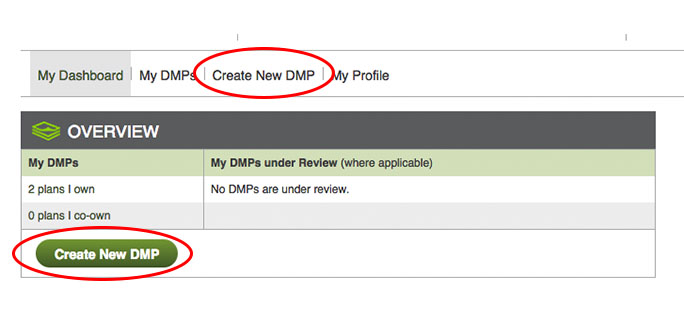 My Dashboard My DMPs Create New DMP My Profile
OVERVIEW
My DMPs My DMPs under Review (where applicable)
2 plans I own No DMPs are under review.
0 plans I co-own
Create New DMP